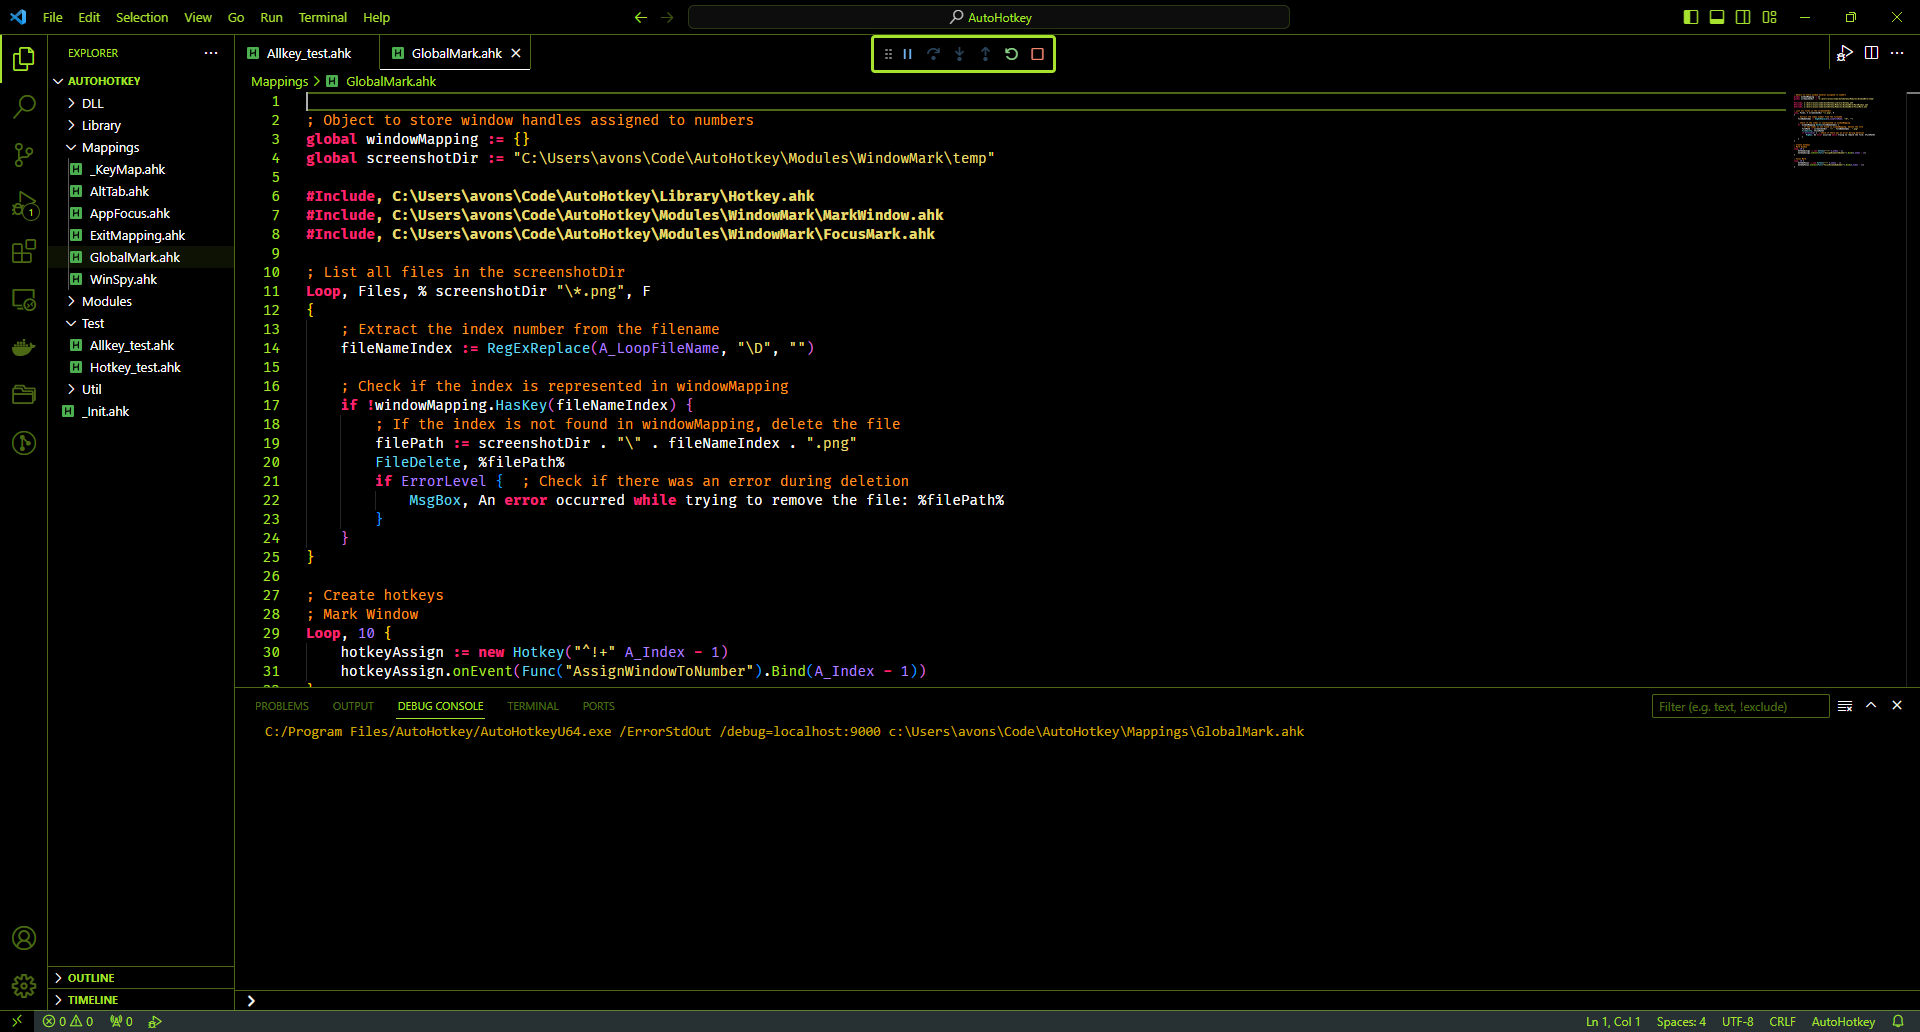 File Edit Selection View Go Run Terminal Help
AutoHotkey
EXPLORER
AUTOHOTKEY
DLL
Library
Mappings
_KeyMap.ahk
AltTab.ahk
AppFocus.ahk
ExitMapping.ahk
GlobalMark.ahk
WinSpy.ahk
Modules
Test
Allkey_test.ahk
Hotkey_test.ahk
Util
_Init.ahk
OUTLINE
TIMELINE
1
Allkey_test.ahk GlobalMark.ahk
Mappings > GlobalMark.ahk
1
2 ; Object to store window handles assigned to numbers
3 global windowMapping := {}
4 global screenshotDir := "C:\Users\avons\Code\AutoHotkey\Modules\WindowMark\temp"
5
6 #Include, C:\Users\avons\Code\AutoHotkey\Library\Hotkey.ahk
7 #Include, C:\Users\avons\Code\AutoHotkey\Modules\WindowMark\MarkWindow.ahk
8 #Include, C:\Users\avons\Code\AutoHotkey\Modules\WindowMark\FocusMark.ahk
9
10 ; List all files in the screenshotDir
11 Loop, Files, % screenshotDir "\*.png", F
12 {
13 ; Extract the index number from the filename
14 fileNameIndex := RegExReplace(A_LoopFileName, "\D", "")
15
16 ; Check if the index is represented in windowMapping
17 if !windowMapping.HasKey(fileNameIndex) {
18 ; If the index is not found in windowMapping, delete the file
19 filePath := screenshotDir . "\" . fileNameIndex . ".png"
20 FileDelete, %filePath%
21 if ErrorLevel { ; Check if there was an error during deletion
22 MsgBox, An error occurred while trying to remove the file: %filePath%
23 }
24 }
25 }
26
27 ; Create hotkeys
28 ; Mark Window
29 Loop, 10 {
30 hotkeyAssign := new Hotkey("^!+" A_Index - 1)
31 hotkeyAssign.onEvent(Func("AssignWindowToNumber").Bind(A_Index - 1))
PROBLEMS OUTPUT DEBUG CONSOLE TERMINAL PORTS
Filter (e.g. text, !exclude)
C:/Program Files/AutoHotkey/AutoHotkeyU64.exe /ErrorStdOut /debug=localhost:9000 c:\Users\avons\Code\AutoHotkey\Mappings\GlobalMark.ahk
0 0 0
Ln 1, Col 1 Spaces: 4 UTF-8 CRLF AutoHotkey